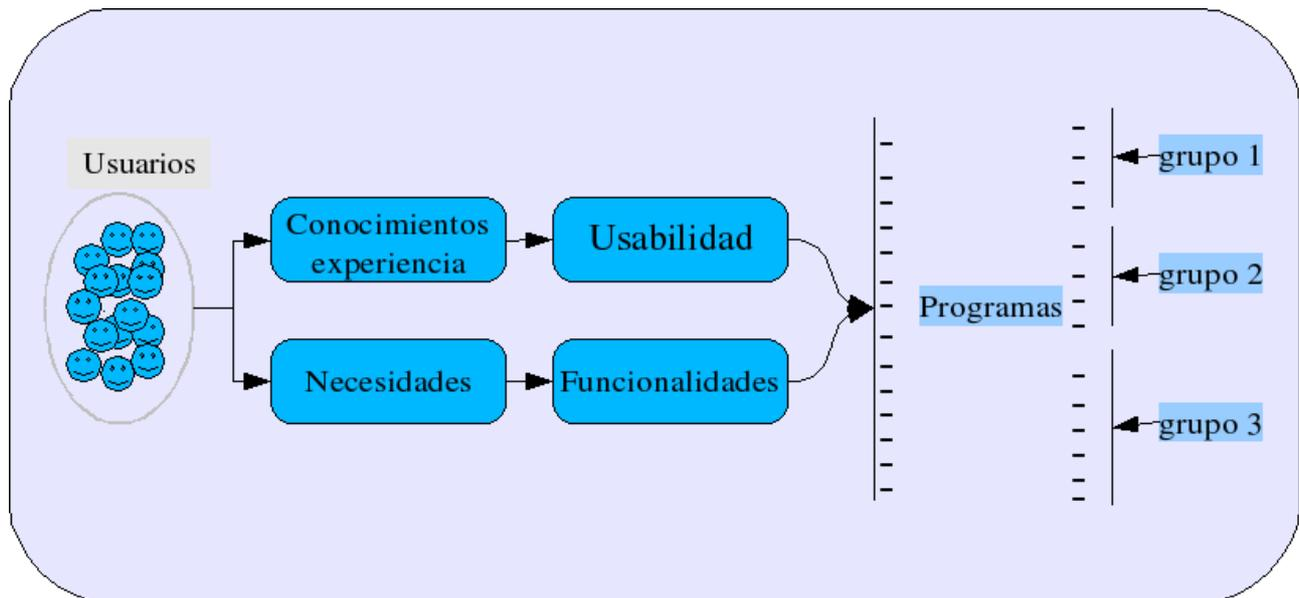 Usuarios
Conocimientos
experiencia
Usabilidad
Necesidades
Funcionalidades
Programas
grupo 1
grupo 2
grupo 3